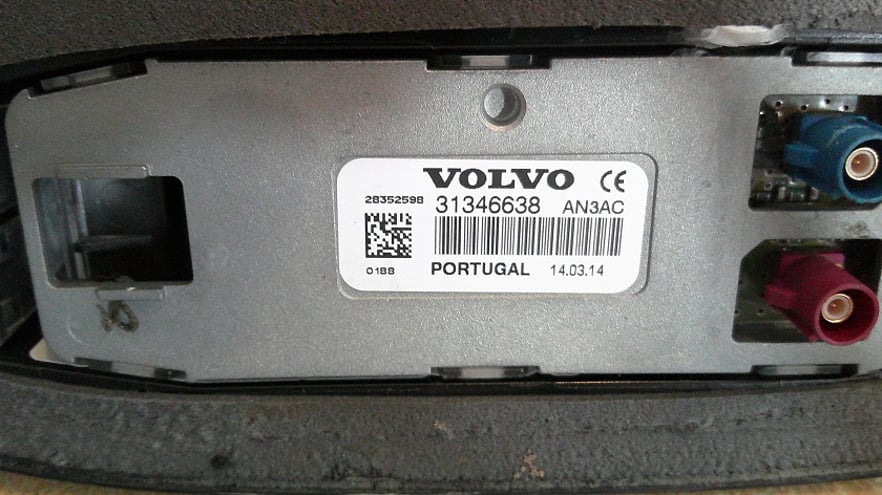 VOLVO CE
28352598 31346638 AN3AC
0188 PORTUGAL 14.03.14